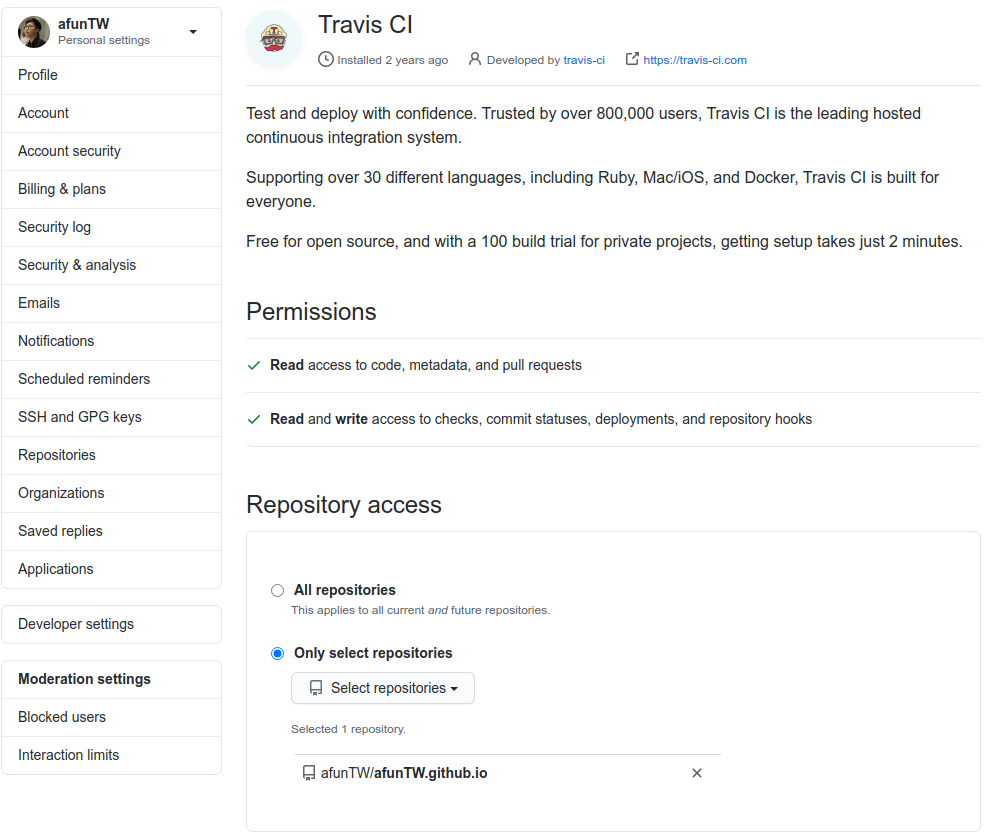 afunTW
Personal settings
Profile
Account
Account security
Billing & plans
Security log
Security & analysis
Emails
Notifications
Scheduled reminders
SSH and GPG keys
Repositories
Organizations
Saved replies
Applications
Developer settings
Moderation settings
Blocked users
Interaction limits
Travis CI
Installed 2 years ago Developed by travis-ci https://travis-ci.com
Test and deploy with confidence. Trusted by over 800,000 users, Travis CI is the leading hosted
continuous integration system.
Supporting over 30 different languages, including Ruby, Mac/iOS, and Docker, Travis CI is built for
everyone.
Free for open source, and with a 100 build trial for private projects, getting setup takes just 2 minutes.
Permissions
Read access to code, metadata, and pull requests
Read and write access to checks, commit statuses, deployments, and repository hooks
Repository access
All repositories
This applies to all current and future repositories.
Only select repositories
Select repositories
Selected 1 repository.
afunTW/afunTW.github.io